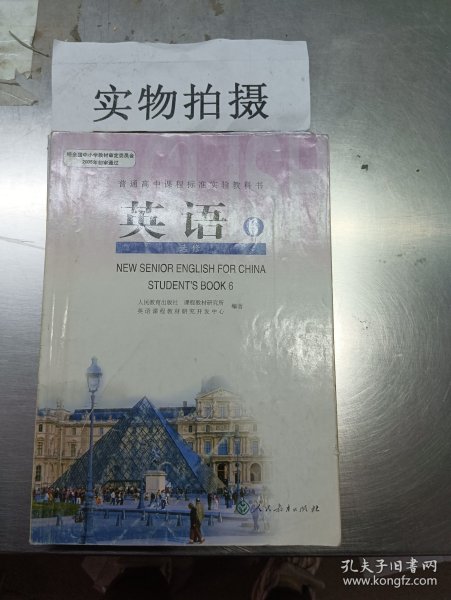 实物拍摄
经全国中小学教材审定委员会
2005年初审通过
普通高中课程标准实验教科书
英语 6
选修
NEW SENIOR ENGLISH FOR CHINA
STUDENT'S BOOK 6
人民教育出版社 课程教材研究所
英语课程教材研究开发中心
编著
人民教育出版社
孔夫子旧书网
www.kongfz.com